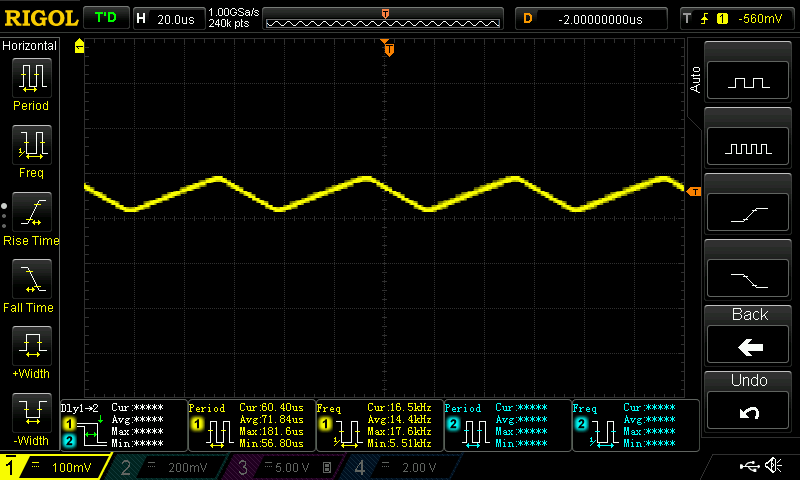 RIGOL T'D H 20.0us 1.00GSa/s 240k pts T D -2.00000000us T 1 -560mV
Horizontal
T
Auto
Period
Freq
Rise Time
T
Fall Time
+Width
-Width
Back
Undo
Dly1→2 Cur:***** Period Cur:60.40us Freq Cur:16.5kHz Period Cur:***** Freq Cur:*****
1 Avg:***** 1 Avg:71.84us 1 Avg:14.4kHz 2 Avg:***** 2 Avg:*****
2 Max:***** Max:181.6us Max:17.6kHz Max:***** Max:*****
Min:***** Min:56.80us Min:5.51kHz Min:***** Min:*****
1 100mV 2 200mV 3 5.00 V B 4 2.00 V